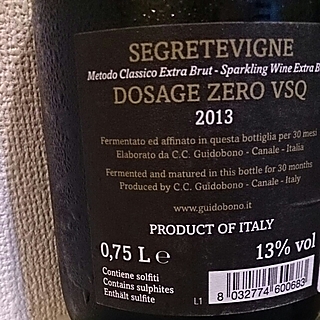 SEGRETEVIGNE
Metodo Classico Extra Brut - Sparkling Wine Extra B
DOSAGE ZERO VSQ
2013
Fermentato ed affinato in questa bottiglia per 30 mesi
Elaborato da C.C. Guidobono - Canale - Italia
Fermented and matured in this bottle for 30 months
Produced by C.C. Guidobono - Canale - Italy
www.guidobono.it
PRODUCT OF ITALY
0,75 L ℮ 13% vol
Contiene solfiti
Contains sulphites
Enthält sulfite
L1
8 032774 600683